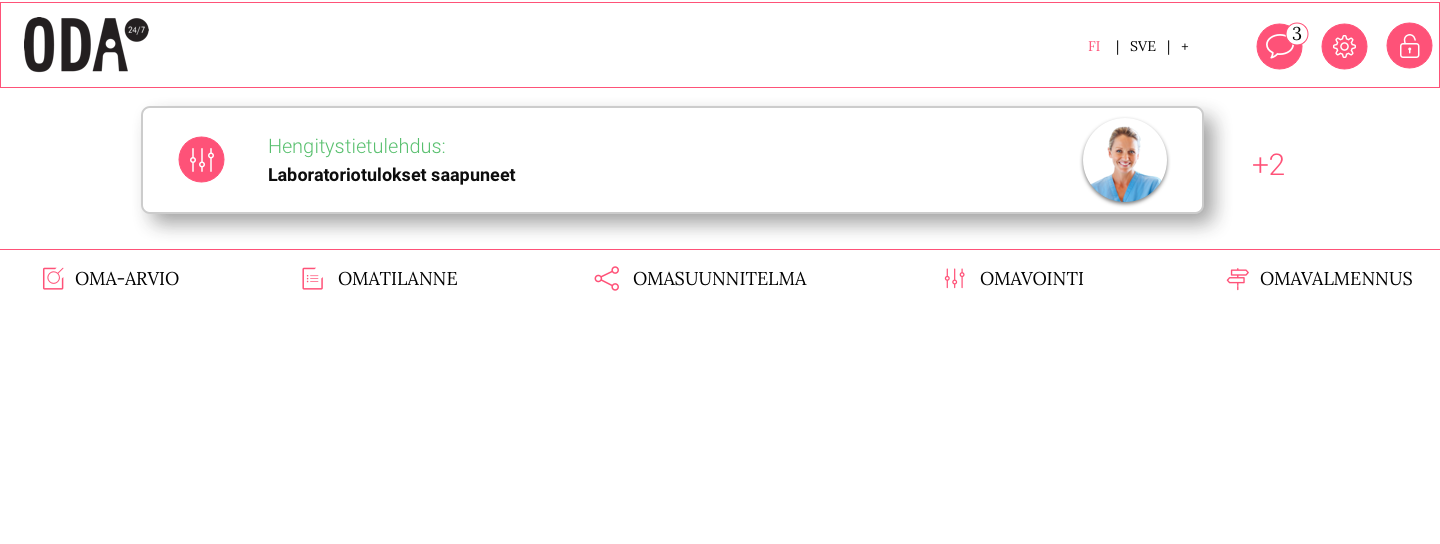 ODA 24/7
FI | SVE | +
3
Hengitystietulehdus:
Laboratoriotulokset saapuneet
+2
OMA-ARVIO
OMATILANNE
OMASUUNNITELMA
OMAVOINTI
OMAVALMENNUS